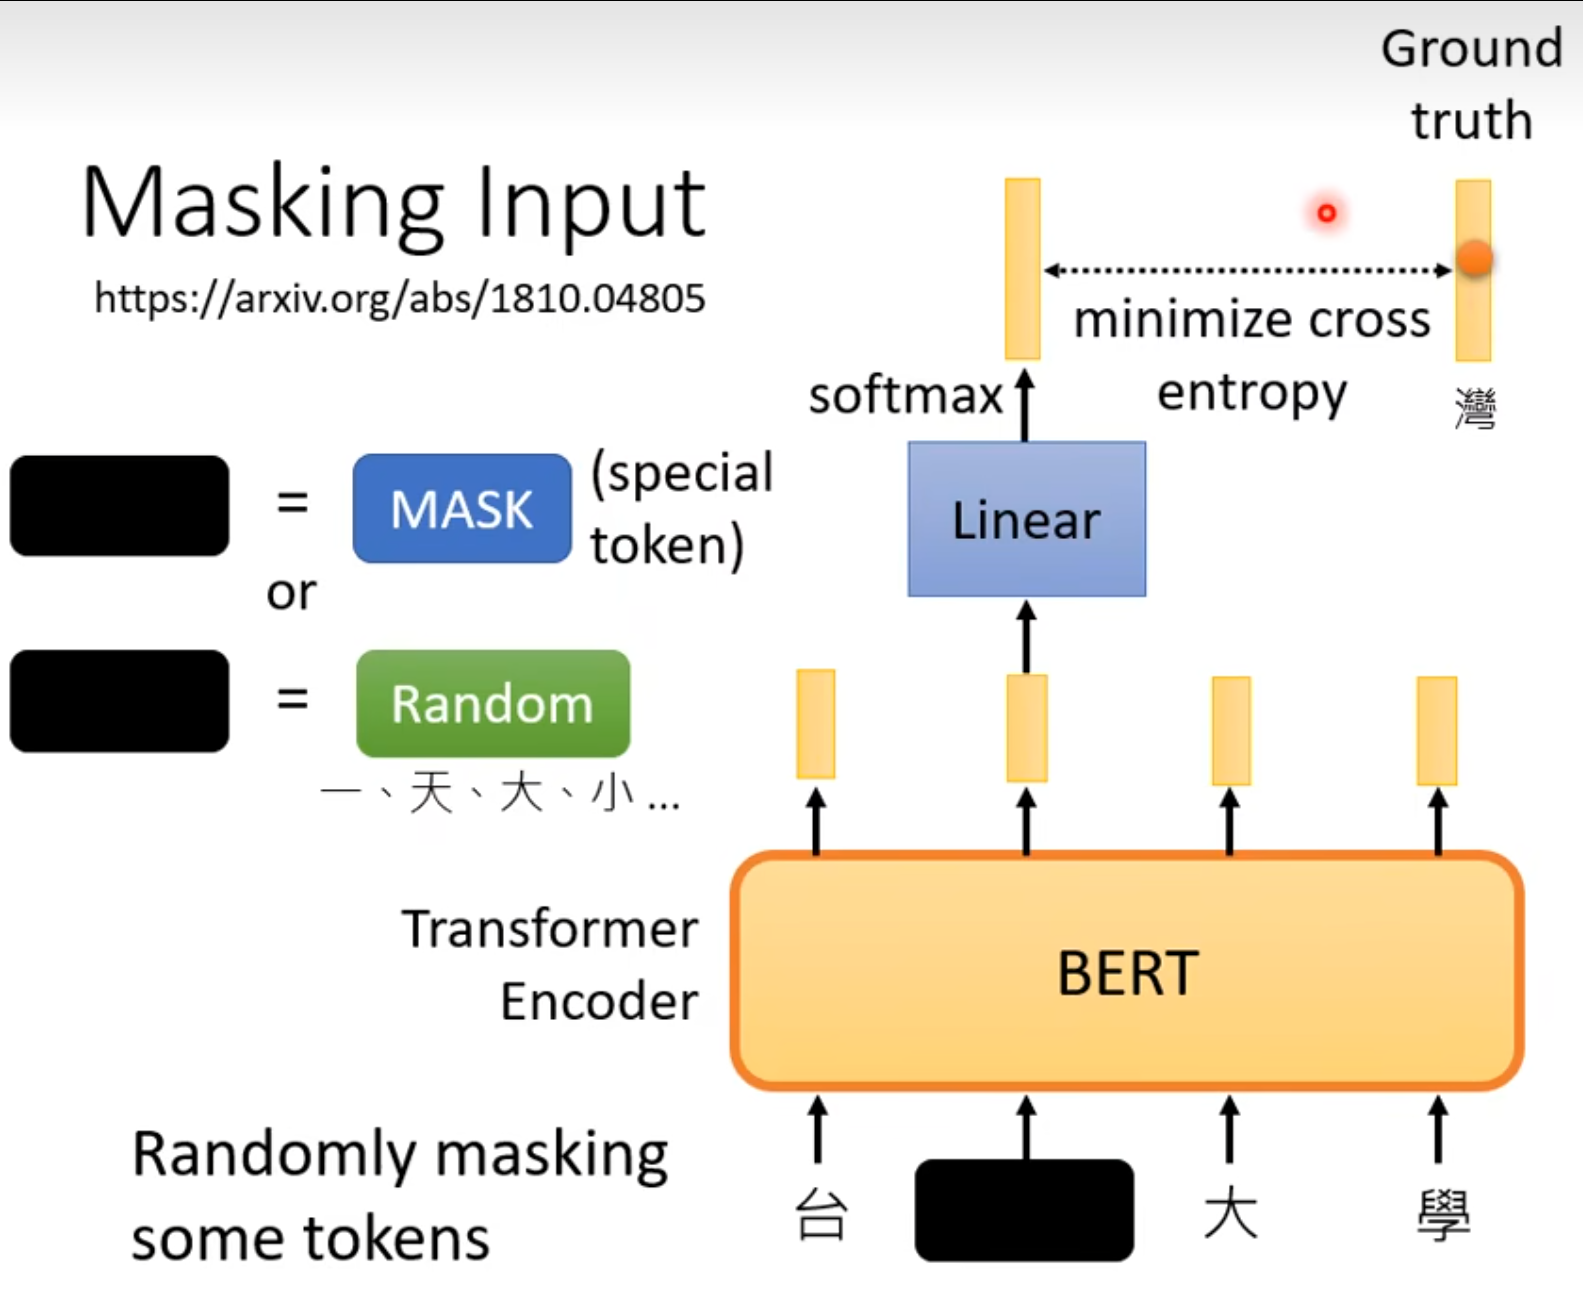 Ground
truth
Masking Input
https://arxiv.org/abs/1810.04805
minimize cross
entropy
灣
softmax
=
MASK
(special
token)
or
Linear
=
Random
一、天、大、小 ...
Transformer
Encoder
BERT
Randomly masking
some tokens
台 大 學